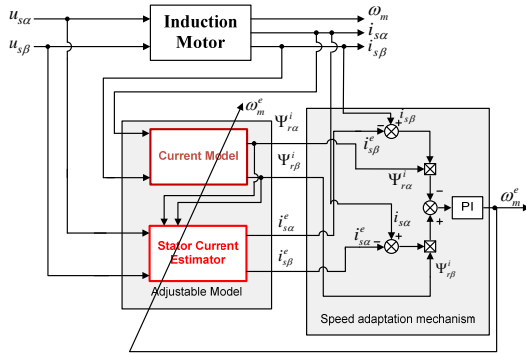 u_sα
u_sβ
Induction
Motor
ω_m
i_sα
i_sβ
ω_m^e
Ψ_rα^i
Ψ_rβ^i
Current Model
Stator Current
Estimator
i_sα^e
i_sβ^e
Adjustable Model
i_sβ
i_sβ^e
Ψ_rα^i
i_sα
i_sα^e
Ψ_rβ^i
− +
− +
−
+
PI
ω_m^e
Speed adaptation mechanism